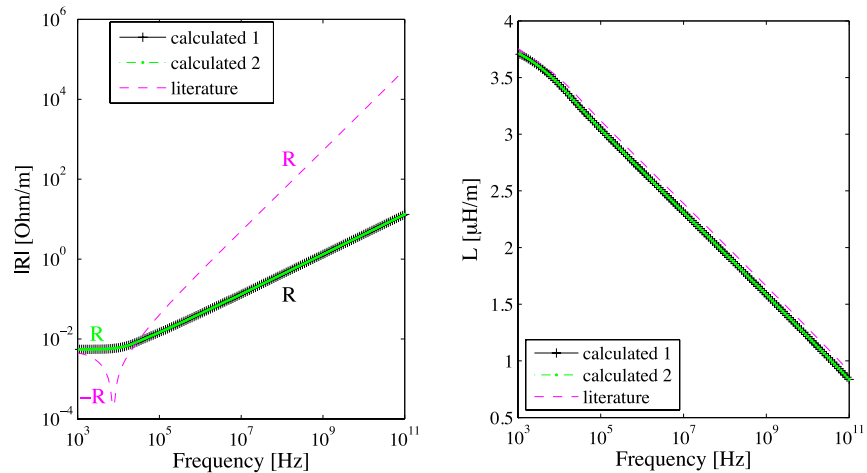 10^6
10^4
10^2
10^0
10^−2
10^−4
|R| [Ohm/m]
calculated 1
calculated 2
literature
R
R
R
−R
10^3 10^5 10^7 10^9 10^11
Frequency [Hz]
4
3.5
3
2.5
2
1.5
1
0.5
L [μH/m]
calculated 1
calculated 2
literature
10^3 10^5 10^7 10^9 10^11
Frequency [Hz]